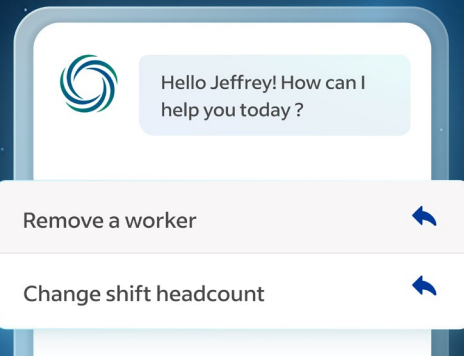 Hello Jeffrey! How can I
help you today ?
Remove a worker
Change shift headcount